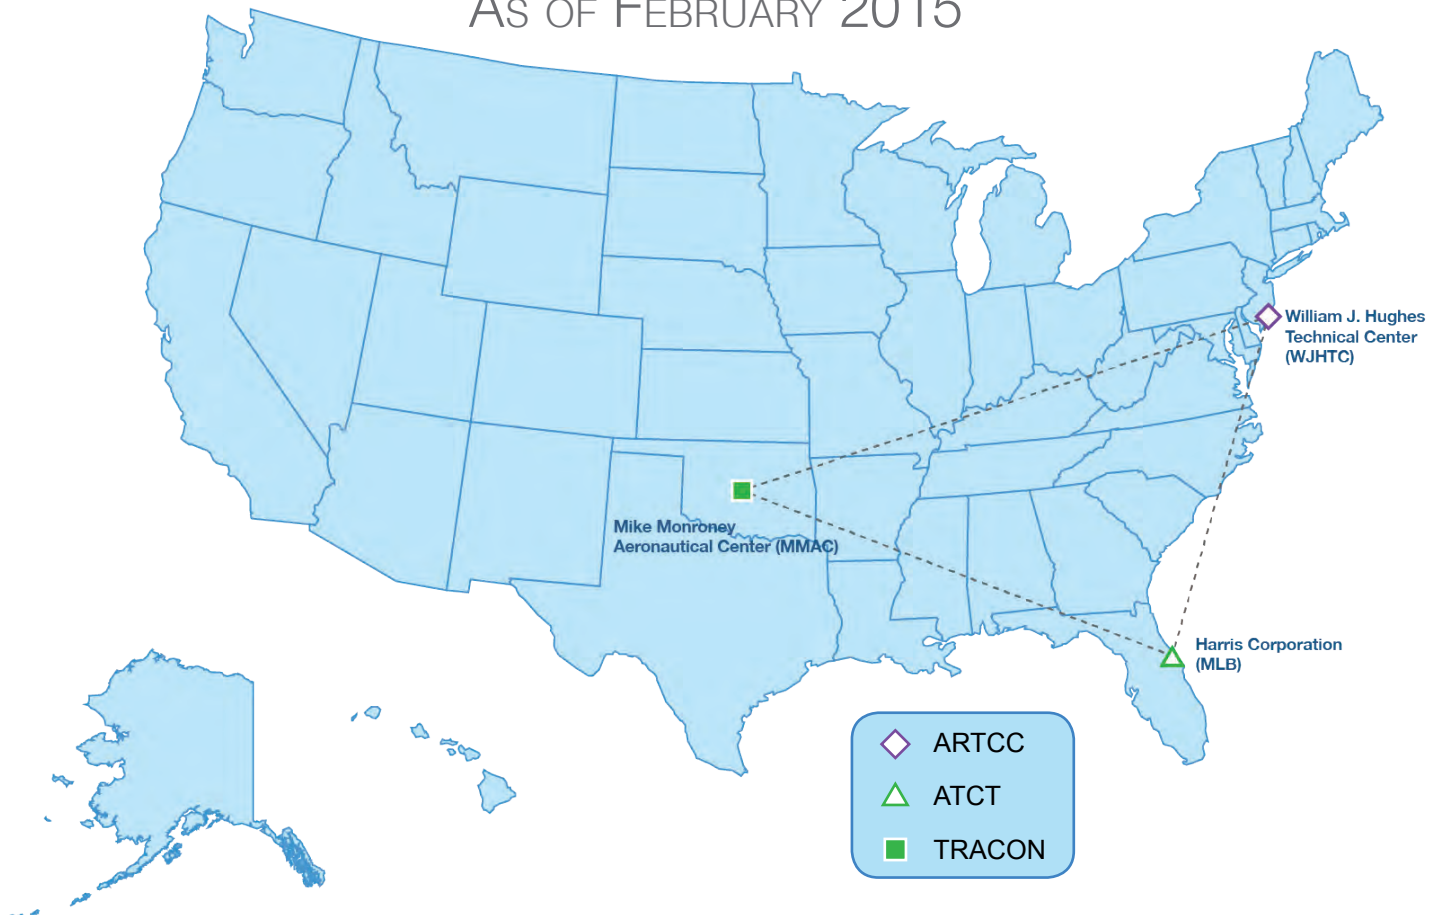 As of February 2015
William J. Hughes
Technical Center
(WJHTC)
Mike Monroney
Aeronautical Center (MMAC)
Harris Corporation
(MLB)
ARTCC
ATCT
TRACON